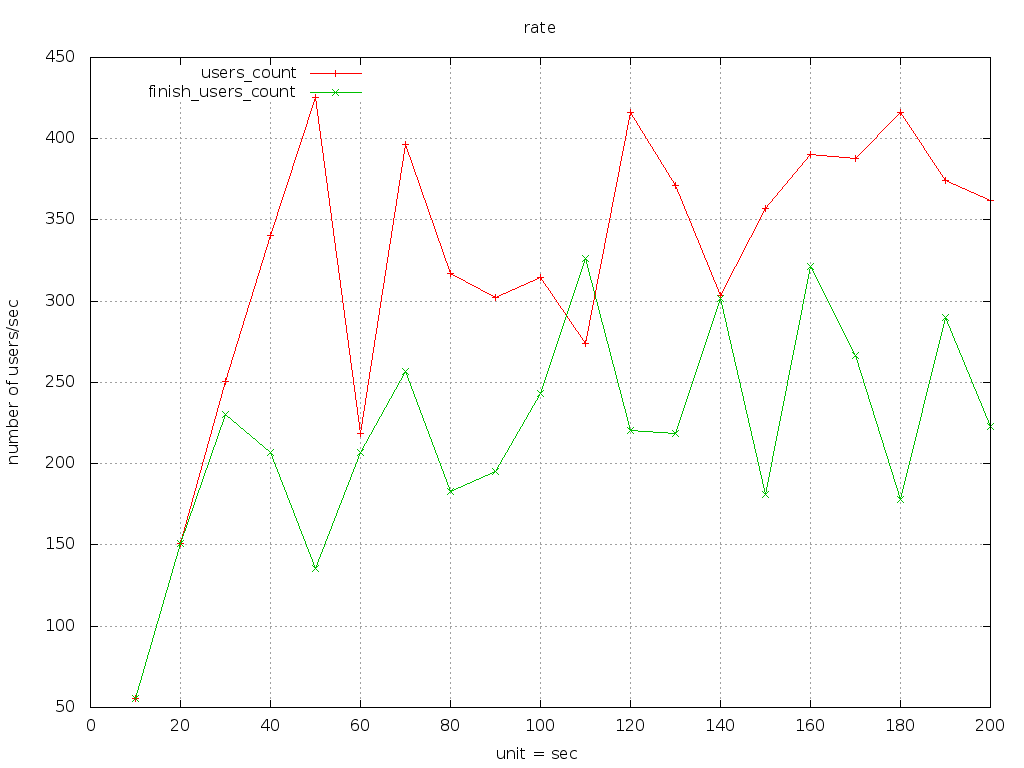 rate
users_count
finish_users_count
450
400
350
300
250
200
150
100
50
number of users/sec
0 20 40 60 80 100 120 140 160 180 200
unit = sec